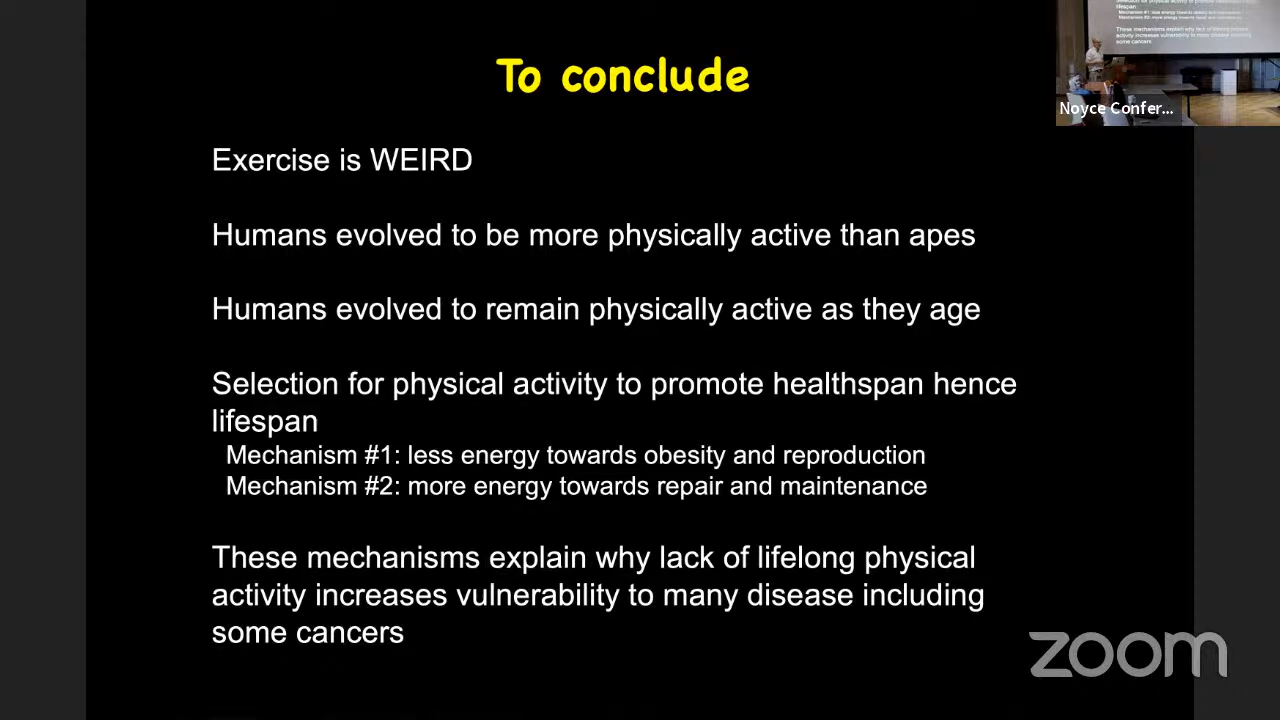 To conclude
Exercise is WEIRD
Humans evolved to be more physically active than apes
Humans evolved to remain physically active as they age
Selection for physical activity to promote healthspan hence
lifespan
Mechanism #1: less energy towards obesity and reproduction
Mechanism #2: more energy towards repair and maintenance
These mechanisms explain why lack of lifelong physical
activity increases vulnerability to many disease including
some cancers
Noyce Confer...
zoom